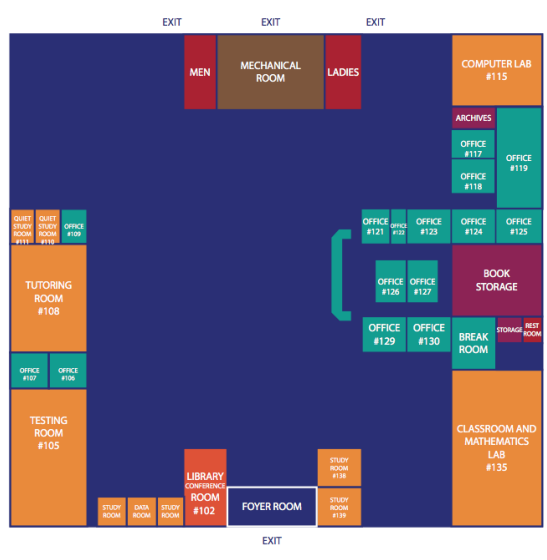 EXIT
EXIT
EXIT
MEN
MECHANICAL
ROOM
LADIES
COMPUTER LAB
#115
ARCHIVES
OFFICE
#117
OFFICE
#118
OFFICE
#119
QUIET
STUDY
ROOM
#111
QUIET
STUDY
ROOM
#110
OFFICE
#109
OFFICE
#121
OFFICE
#122
OFFICE
#123
OFFICE
#124
OFFICE
#125
TUTORING
ROOM
#108
OFFICE
#126
OFFICE
#127
BOOK
STORAGE
OFFICE
#129
OFFICE
#130
BREAK
ROOM
STORAGE
REST
ROOM
OFFICE
#107
OFFICE
#106
TESTING
ROOM
#105
CLASSROOM AND
MATHEMATICS
LAB
#135
LIBRARY
CONFERENCE
ROOM
#102
STUDY
ROOM
#138
STUDY
ROOM
DATA
ROOM
STUDY
ROOM
FOYER ROOM
STUDY
ROOM
#139
EXIT